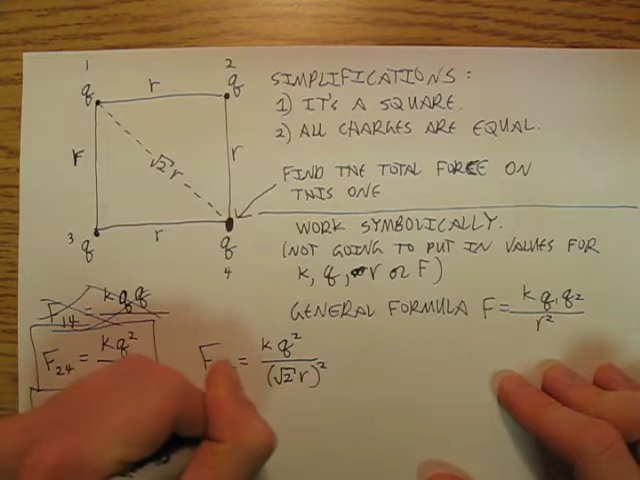 1 2
q r q
r √2 r r
3 q r q
4
SIMPLIFICATIONS:
1) IT'S A SQUARE.
2) ALL CHARGES ARE EQUAL.
FIND THE TOTAL FORCE ON
THIS ONE
WORK SYMBOLICALLY.
(NOT GOING TO PUT IN VALUES FOR
k, q, r OR F)
GENERAL FORMULA F = k q₁ q₂ / r²
F₁₄ = k q q
F₂₄ = k q²
F = k q² / (√2 r)²